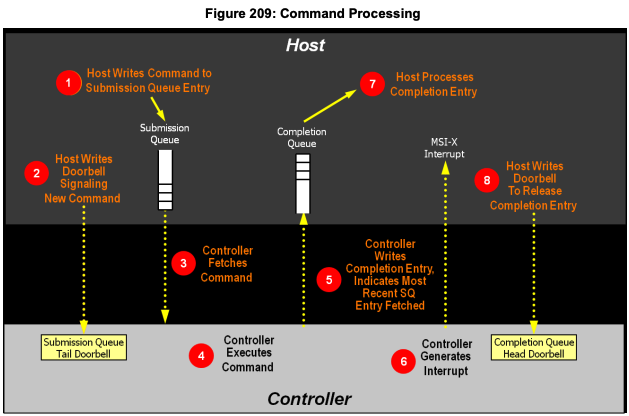 Figure 209: Command Processing
Host
1
Host Writes Command to
Submission Queue Entry
7
Host Processes
Completion Entry
Submission
Queue
Completion
Queue
MSI-X
Interrupt
2
Host Writes
Doorbell
Signaling
New Command
8
Host Writes
Doorbell
To Release
Completion Entry
3
Controller
Fetches
Command
5
Controller
Writes
Completion Entry,
Indicates Most
Recent SQ
Entry Fetched
Submission Queue
Tail Doorbell
4
Controller
Executes
Command
6
Controller
Generates
Interrupt
Completion Queue
Head Doorbell
Controller